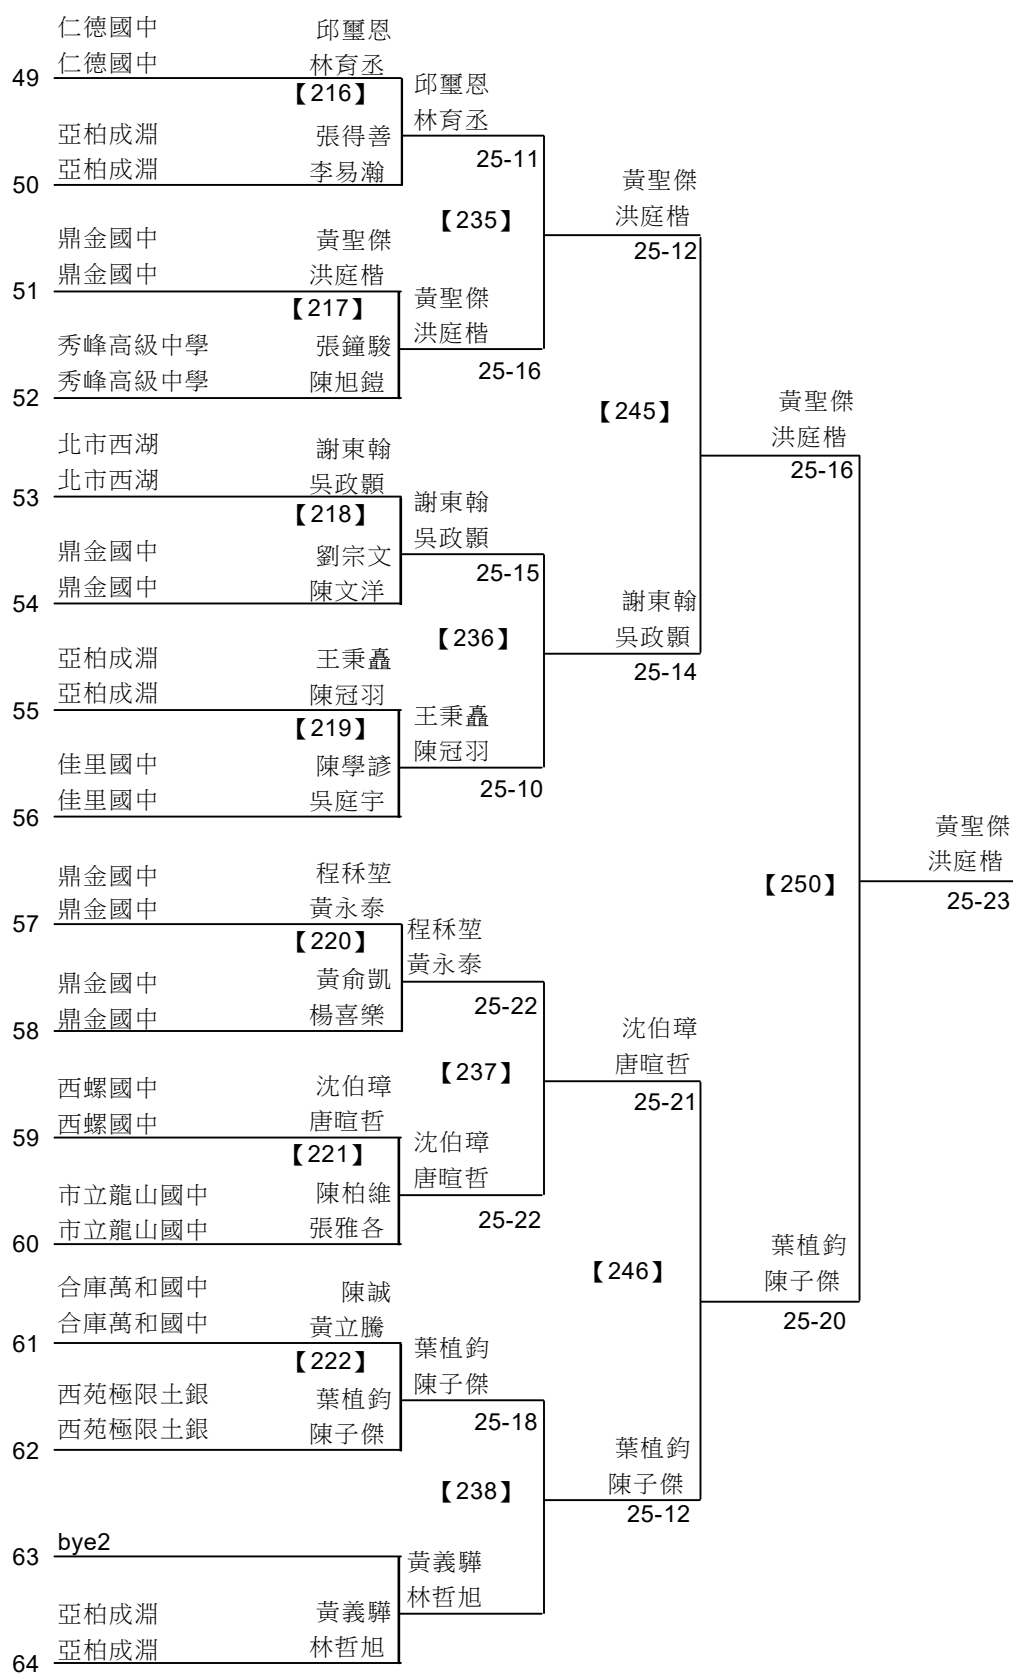 仁德國中 邱璽恩
仁德國中 林育丞
49
【216】
邱璽恩
林育丞
亞柏成淵 張得善
亞柏成淵 李易瀚
50
25-11
【235】
黃聖傑
洪庭楷
25-12
鼎金國中 黃聖傑
鼎金國中 洪庭楷
51
【217】
黃聖傑
洪庭楷
秀峰高級中學 張鐘駿
秀峰高級中學 陳旭鎧
52
25-16
【245】
黃聖傑
洪庭楷
25-16
北市西湖 謝東翰
北市西湖 吳政顥
53
【218】
謝東翰
吳政顥
鼎金國中 劉宗文
鼎金國中 陳文洋
54
25-15
【236】
謝東翰
吳政顥
25-14
亞柏成淵 王秉矗
亞柏成淵 陳冠羽
55
【219】
王秉矗
陳冠羽
佳里國中 陳學諺
佳里國中 吳庭宇
56
25-10
【250】
黃聖傑
洪庭楷
25-23
鼎金國中 程秝堃
鼎金國中 黃永泰
57
【220】
程秝堃
黃永泰
鼎金國中 黃俞凱
鼎金國中 楊喜樂
58
25-22
【237】
沈伯璋
唐暄哲
25-21
西螺國中 沈伯璋
西螺國中 唐暄哲
59
【221】
沈伯璋
唐暄哲
市立龍山國中 陳柏維
市立龍山國中 張雅各
60
25-22
【246】
葉植鈞
陳子傑
25-20
合庫萬和國中 陳誠
合庫萬和國中 黃立騰
61
【222】
葉植鈞
陳子傑
西苑極限土銀 葉植鈞
西苑極限土銀 陳子傑
62
25-18
【238】
葉植鈞
陳子傑
25-12
63 bye2
黃義驊
林哲旭
亞柏成淵 黃義驊
亞柏成淵 林哲旭
64